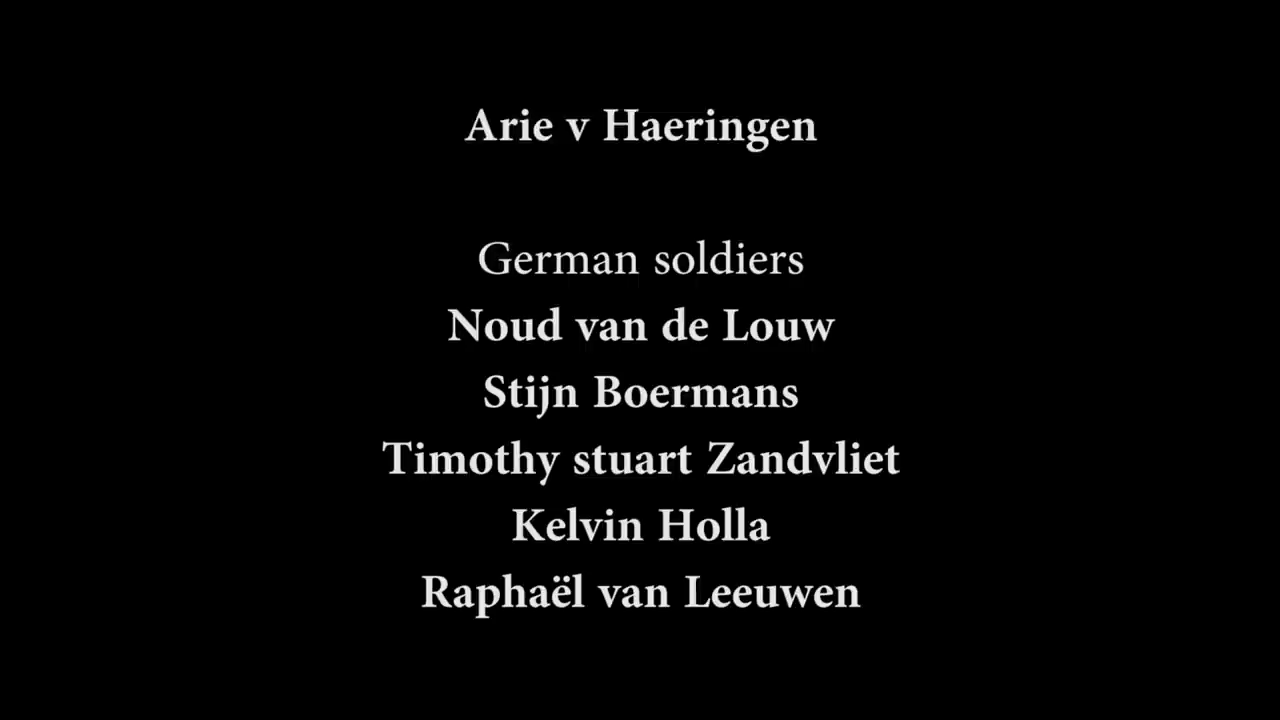 Arie v Haeringen
German soldiers
Noud van de Louw
Stijn Boermans
Timothy stuart Zandvliet
Kelvin Holla
Raphaël van Leeuwen